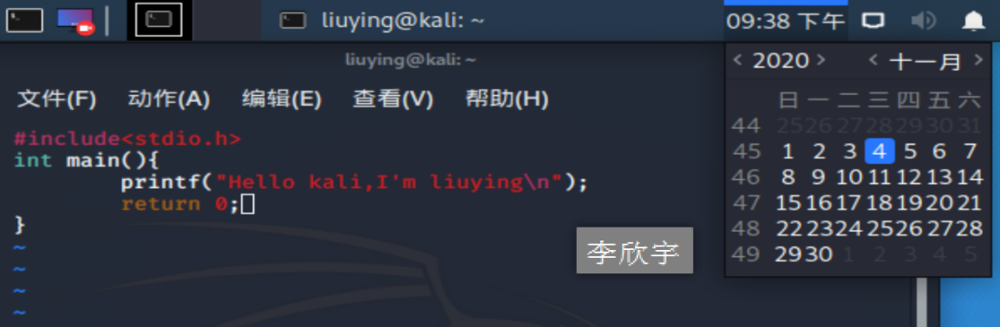 liuying@kali: ~
09:38 下午
liuying@kali: ~
文件(F) 动作(A) 编辑(E) 查看(V) 帮助(H)
#include<stdio.h>
int main(){
printf("Hello kali,I'm liuying\n");
return 0;
}
~
~
~
~
李欣宇
< 2020 > < 十一月 >
日 一 二 三 四 五 六
44 25 26 27 28 29 30 31
45 1 2 3 4 5 6 7
46 8 9 10 11 12 13 14
47 15 16 17 18 19 20 21
48 22 23 24 25 26 27 28
49 29 30 1 2 3 4 5